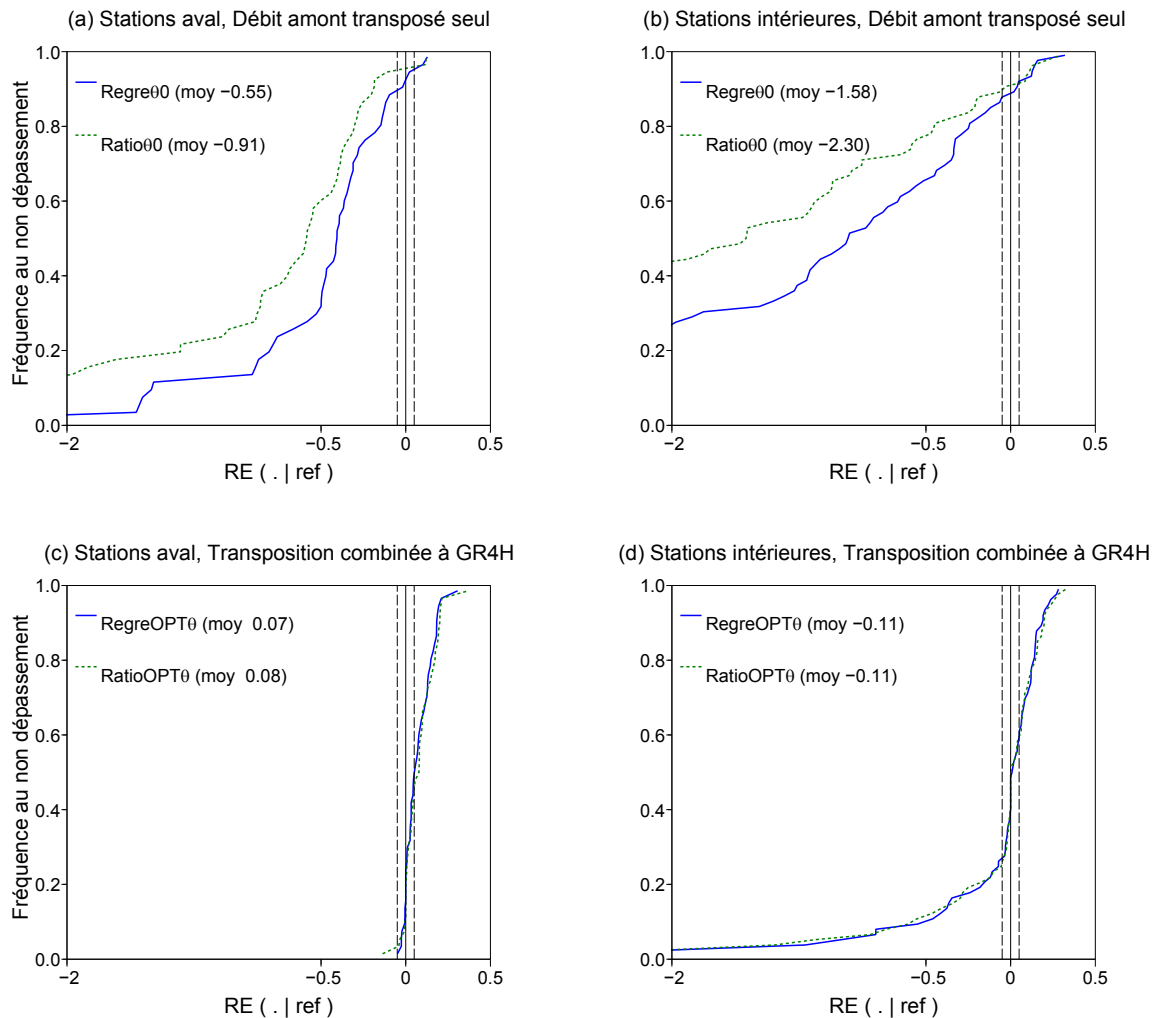 (a) Stations aval, Débit amont transposé seul
Fréquence au non dépassement
1.0
0.8
0.6
0.4
0.2
0.0
Regreθ0 (moy −0.55)
Ratioθ0 (moy −0.91)
−2
−0.5
0
0.5
RE ( . | ref )
(b) Stations intérieures, Débit amont transposé seul
1.0
0.8
0.6
0.4
0.2
0.0
Regreθ0 (moy −1.58)
Ratioθ0 (moy −2.30)
−2
−0.5
0
0.5
RE ( . | ref )
(c) Stations aval, Transposition combinée à GR4H
Fréquence au non dépassement
1.0
0.8
0.6
0.4
0.2
0.0
RegreOPTθ (moy  0.07)
RatioOPTθ (moy  0.08)
−2
−0.5
0
0.5
RE ( . | ref )
(d) Stations intérieures, Transposition combinée à GR4H
1.0
0.8
0.6
0.4
0.2
0.0
RegreOPTθ (moy −0.11)
RatioOPTθ (moy −0.11)
−2
−0.5
0
0.5
RE ( . | ref )